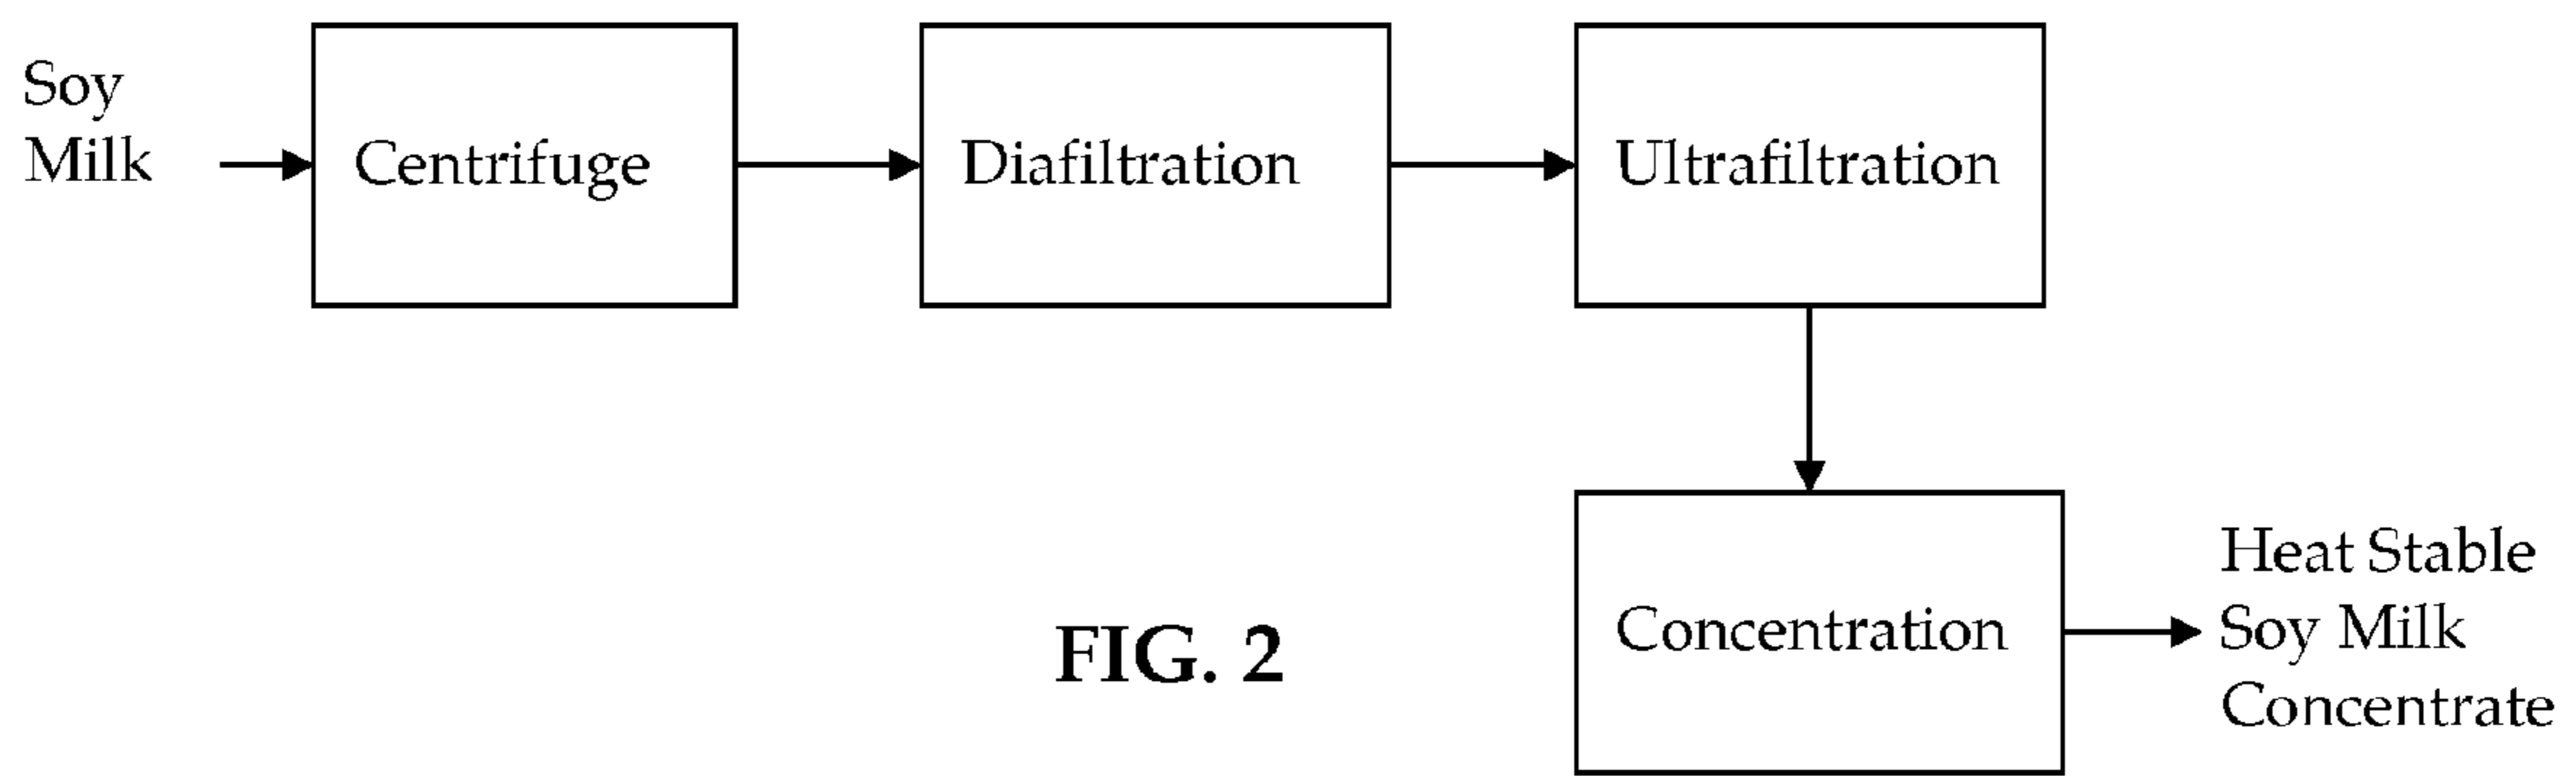 Soy
Milk
Centrifuge
Diafiltration
Ultrafiltration
Concentration
Heat Stable
Soy Milk
Concentrate
FIG. 2